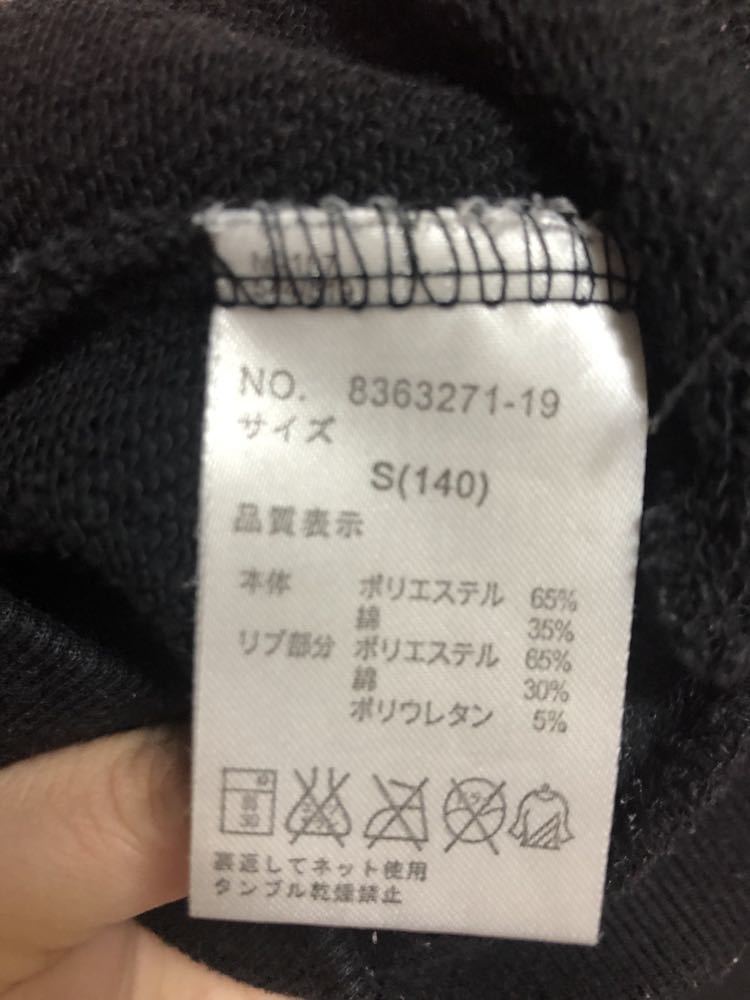 NO. 8363271-19
サイズ
S(140)
品質表示
本体 ポリエステル 65%
綿 35%
リブ部分 ポリエステル 65%
綿 30%
ポリウレタン 5%
裏返してネット使用
タンブル乾燥禁止